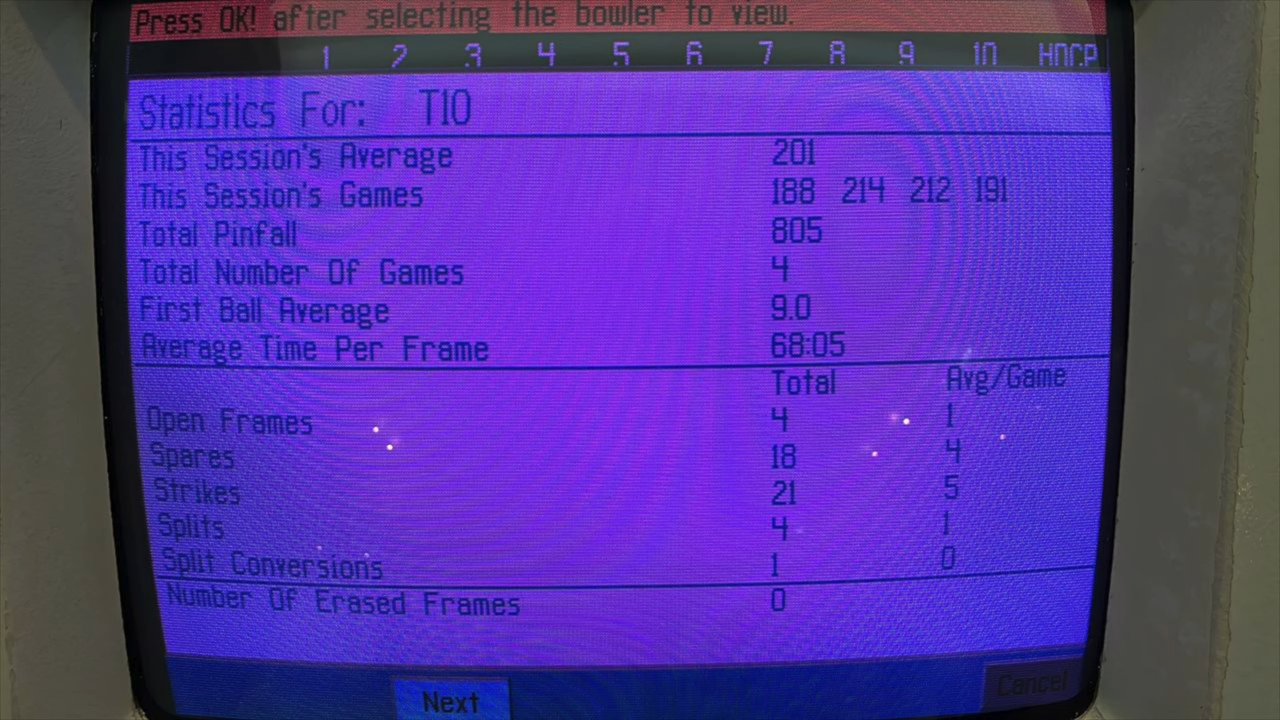 Press OK! after selecting the bowler to view.
1 2 3 4 5 6 7 8 9 10 HDCP
Statistics For: TIO
This Session's Average 201
This Session's Games 188 214 212 191
Total Pinfall 805
Total Number Of Games 4
First Ball Average 9.0
Average Time Per Frame 68:05
Total Avg/Game
Open Frames 4 1
Spares 18 4
Strikes 21 5
Splits 4 1
Split Conversions 1 0
Number Of Erased Frames 0
Next Cancel